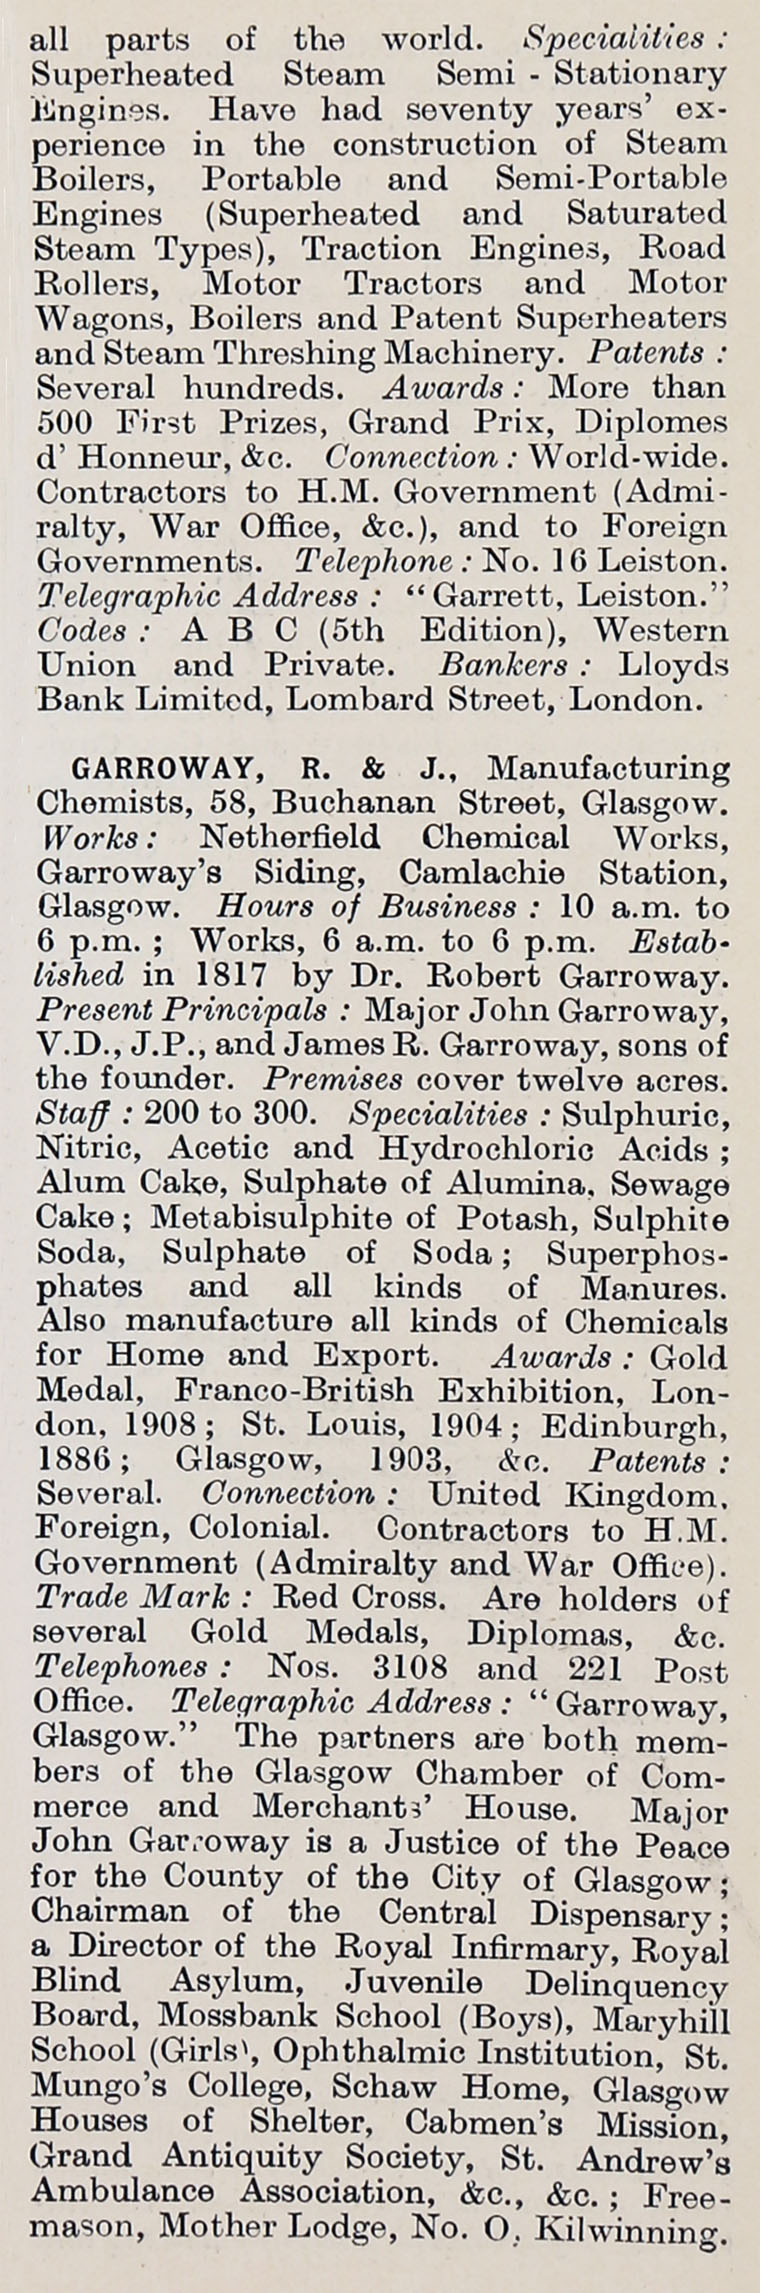 all parts of the world. Specialities :
Superheated Steam Semi - Stationary
Engines. Have had seventy years' ex-
perience in the construction of Steam
Boilers, Portable and Semi-Portable
Engines (Superheated and Saturated
Steam Types), Traction Engines, Road
Rollers, Motor Tractors and Motor
Wagons, Boilers and Patent Superheaters
and Steam Threshing Machinery. Patents :
Several hundreds. Awards : More than
500 First Prizes, Grand Prix, Diplomes
d' Honneur, &c. Connection : World-wide.
Contractors to H.M. Government (Admi-
ralty, War Office, &c.), and to Foreign
Governments. Telephone : No. 16 Leiston.
Telegraphic Address : "Garrett, Leiston."
Codes : A B C (5th Edition), Western
Union and Private. Bankers : Lloyds
Bank Limited, Lombard Street, London.
GARROWAY, R. & J., Manufacturing
Chemists, 58, Buchanan Street, Glasgow.
Works : Netherfield Chemical Works,
Garroway's Siding, Camlachie Station,
Glasgow. Hours of Business : 10 a.m. to
6 p.m. ; Works, 6 a.m. to 6 p.m. Estab-
lished in 1817 by Dr. Robert Garroway.
Present Principals : Major John Garroway,
V.D., J.P., and James R. Garroway, sons of
the founder. Premises cover twelve acres.
Staff : 200 to 300. Specialities : Sulphuric,
Nitric, Acetic and Hydrochloric Acids ;
Alum Cake, Sulphate of Alumina, Sewage
Cake ; Metabisulphite of Potash, Sulphite
Soda, Sulphate of Soda ; Superphos-
phates and all kinds of Manures.
Also manufacture all kinds of Chemicals
for Home and Export. Awards : Gold
Medal, Franco-British Exhibition, Lon-
don, 1908 ; St. Louis, 1904 ; Edinburgh,
1886 ; Glasgow, 1903, &c. Patents :
Several. Connection : United Kingdom,
Foreign, Colonial. Contractors to H.M.
Government (Admiralty and War Office).
Trade Mark : Red Cross. Are holders of
several Gold Medals, Diplomas, &c.
Telephones : Nos. 3108 and 221 Post
Office. Telegraphic Address : "Garroway,
Glasgow." The partners are both mem-
bers of the Glasgow Chamber of Com-
merce and Merchants' House. Major
John Garroway is a Justice of the Peace
for the County of the City of Glasgow ;
Chairman of the Central Dispensary ;
a Director of the Royal Infirmary, Royal
Blind Asylum, Juvenile Delinquency
Board, Mossbank School (Boys), Maryhill
School (Girls), Ophthalmic Institution, St.
Mungo's College, Schaw Home, Glasgow
Houses of Shelter, Cabmen's Mission,
Grand Antiquity Society, St. Andrew's
Ambulance Association, &c., &c. ; Free-
mason, Mother Lodge, No. O, Kilwinning.